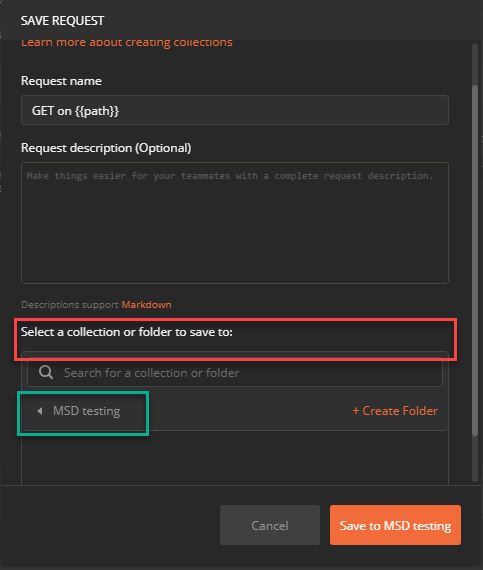 SAVE REQUEST
Learn more about creating collections
Request name
GET on {{path}}
Request description (Optional)
Make things easier for your teammates with a complete request description.
Descriptions support Markdown
Select a collection or folder to save to:
Search for a collection or folder
MSD testing
+ Create Folder
Cancel
Save to MSD testing